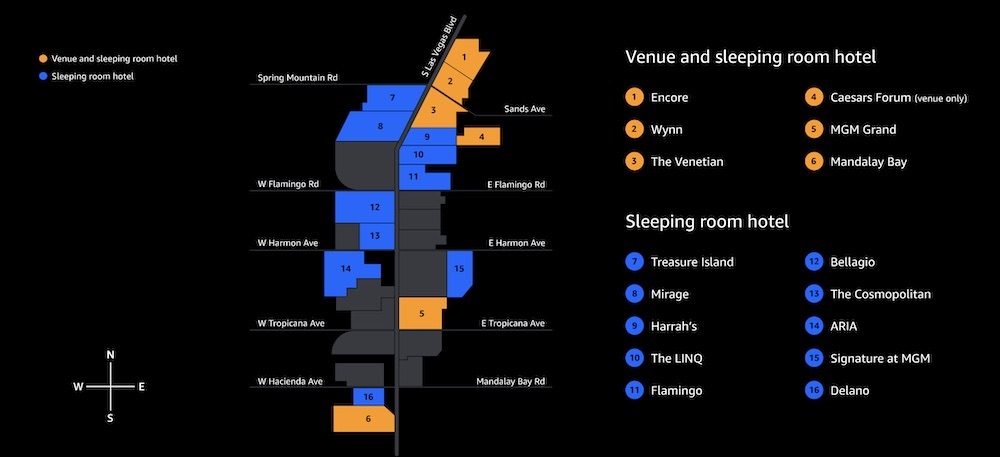 Venue and sleeping room hotel
Sleeping room hotel
S Las Vegas Blvd
Spring Mountain Rd
Sands Ave
W Flamingo Rd
E Flamingo Rd
W Harmon Ave
E Harmon Ave
W Tropicana Ave
E Tropicana Ave
W Hacienda Ave
Mandalay Bay Rd
1
2
3
4
5
6
7
8
9
10
11
12
13
14
15
16
N
W E
S
Venue and sleeping room hotel
1 Encore
2 Wynn
3 The Venetian
4 Caesars Forum (venue only)
5 MGM Grand
6 Mandalay Bay
Sleeping room hotel
7 Treasure Island
8 Mirage
9 Harrah's
10 The LINQ
11 Flamingo
12 Bellagio
13 The Cosmopolitan
14 ARIA
15 Signature at MGM
16 Delano